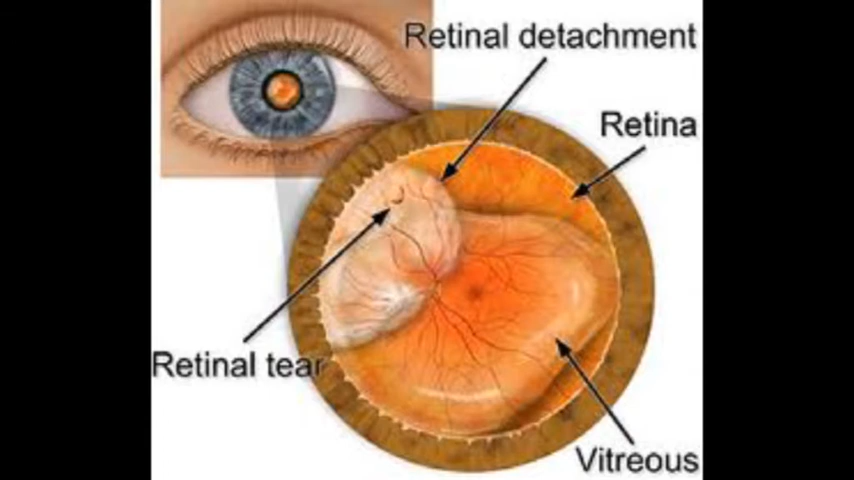 Retinal detachment
Retina
Retinal tear
Vitreous